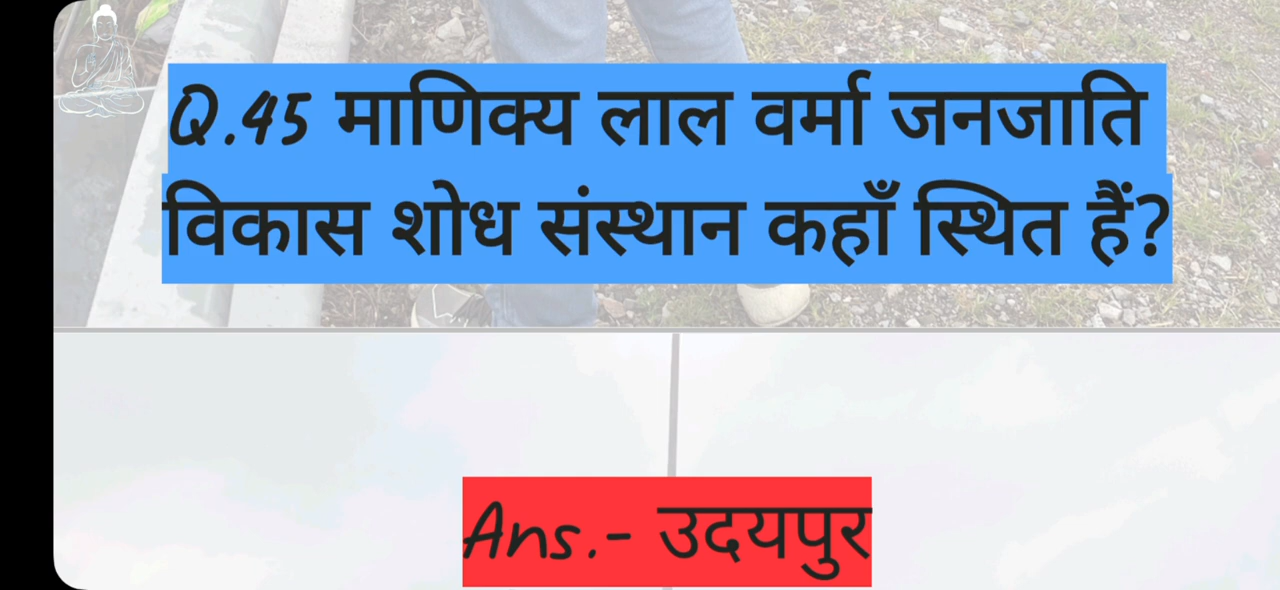 Q.45 माणिक्य लाल वर्मा जनजाति
विकास शोध संस्थान कहाँ स्थित हैं?
Ans.- उदयपुर